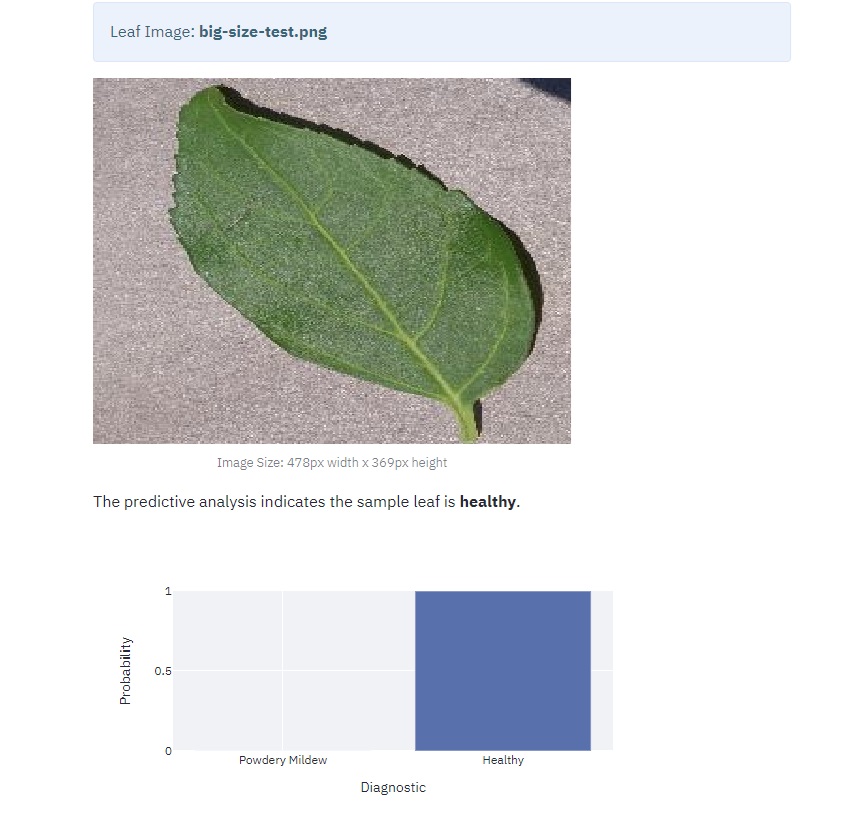 Leaf Image: big-size-test.png
Image Size: 478px width x 369px height
The predictive analysis indicates the sample leaf is healthy.
1
0.5
0
Probability
Powdery Mildew
Healthy
Diagnostic